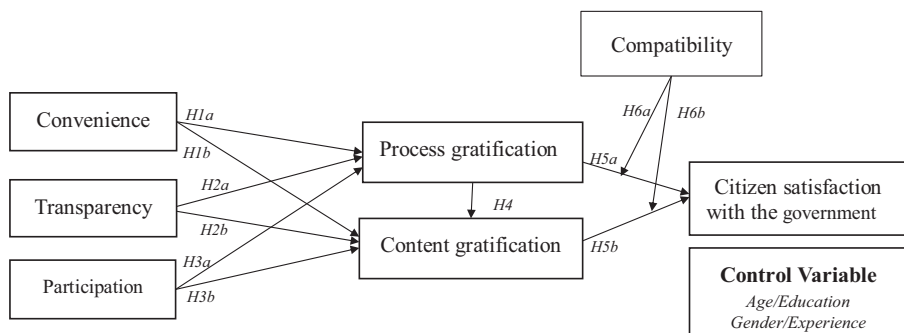 Compatibility
H6a
H6b
Convenience
H1a
H1b
Process gratification
H5a
H2a
Transparency
H4
Citizen satisfaction
with the government
H2b
Content gratification
H5b
H3a
Participation
H3b
Control Variable
Age/Education
Gender/Experience